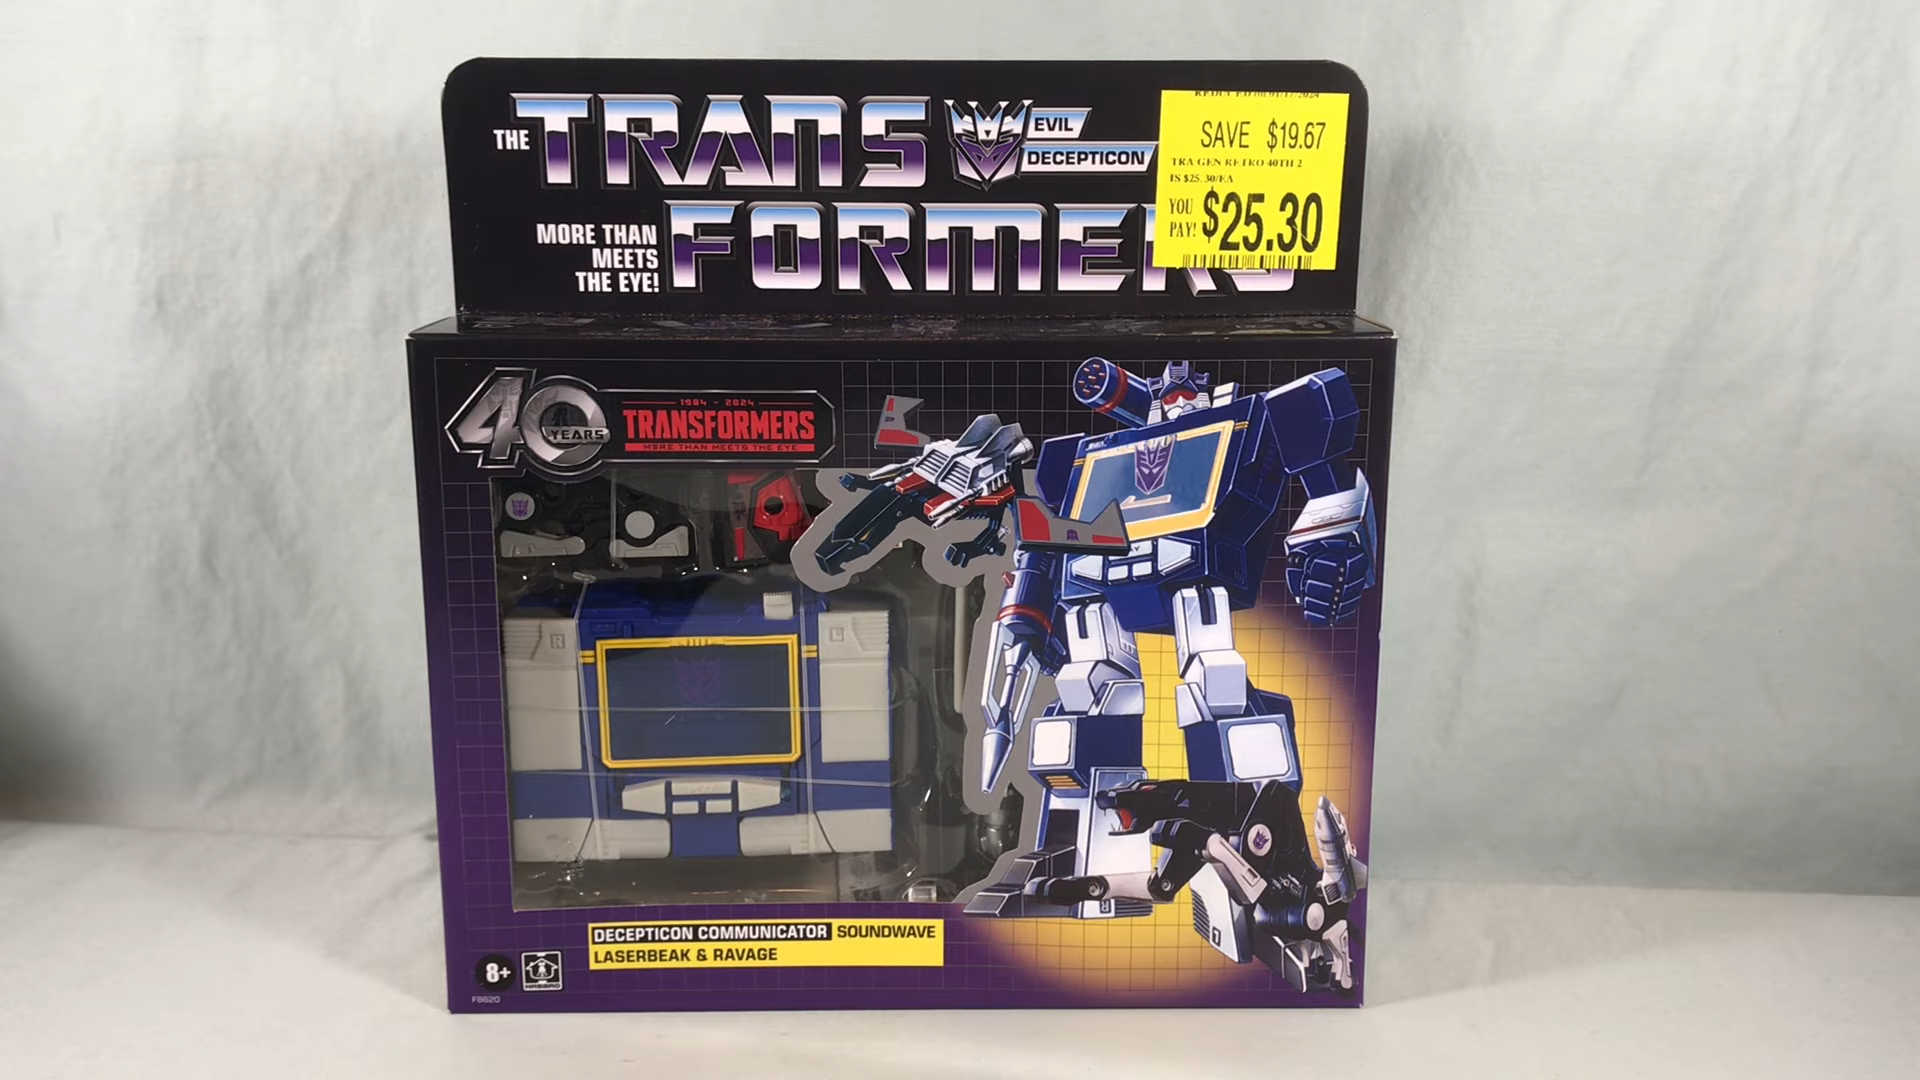 THE TRANS
EVIL
DECEPTICON
MORE THAN
MEETS
THE EYE!
FORMERS
SAVE $19.67
TRA GEN RETRO 40TH 2
IS $25.30/EA
YOU
PAY! $25.30
40 YEARS
1984 - 2024
TRANSFORMERS
MORE THAN MEETS THE EYE
R
L
DECEPTICON COMMUNICATOR SOUNDWAVE
LASERBEAK & RAVAGE
8+
HASBRO
F8620